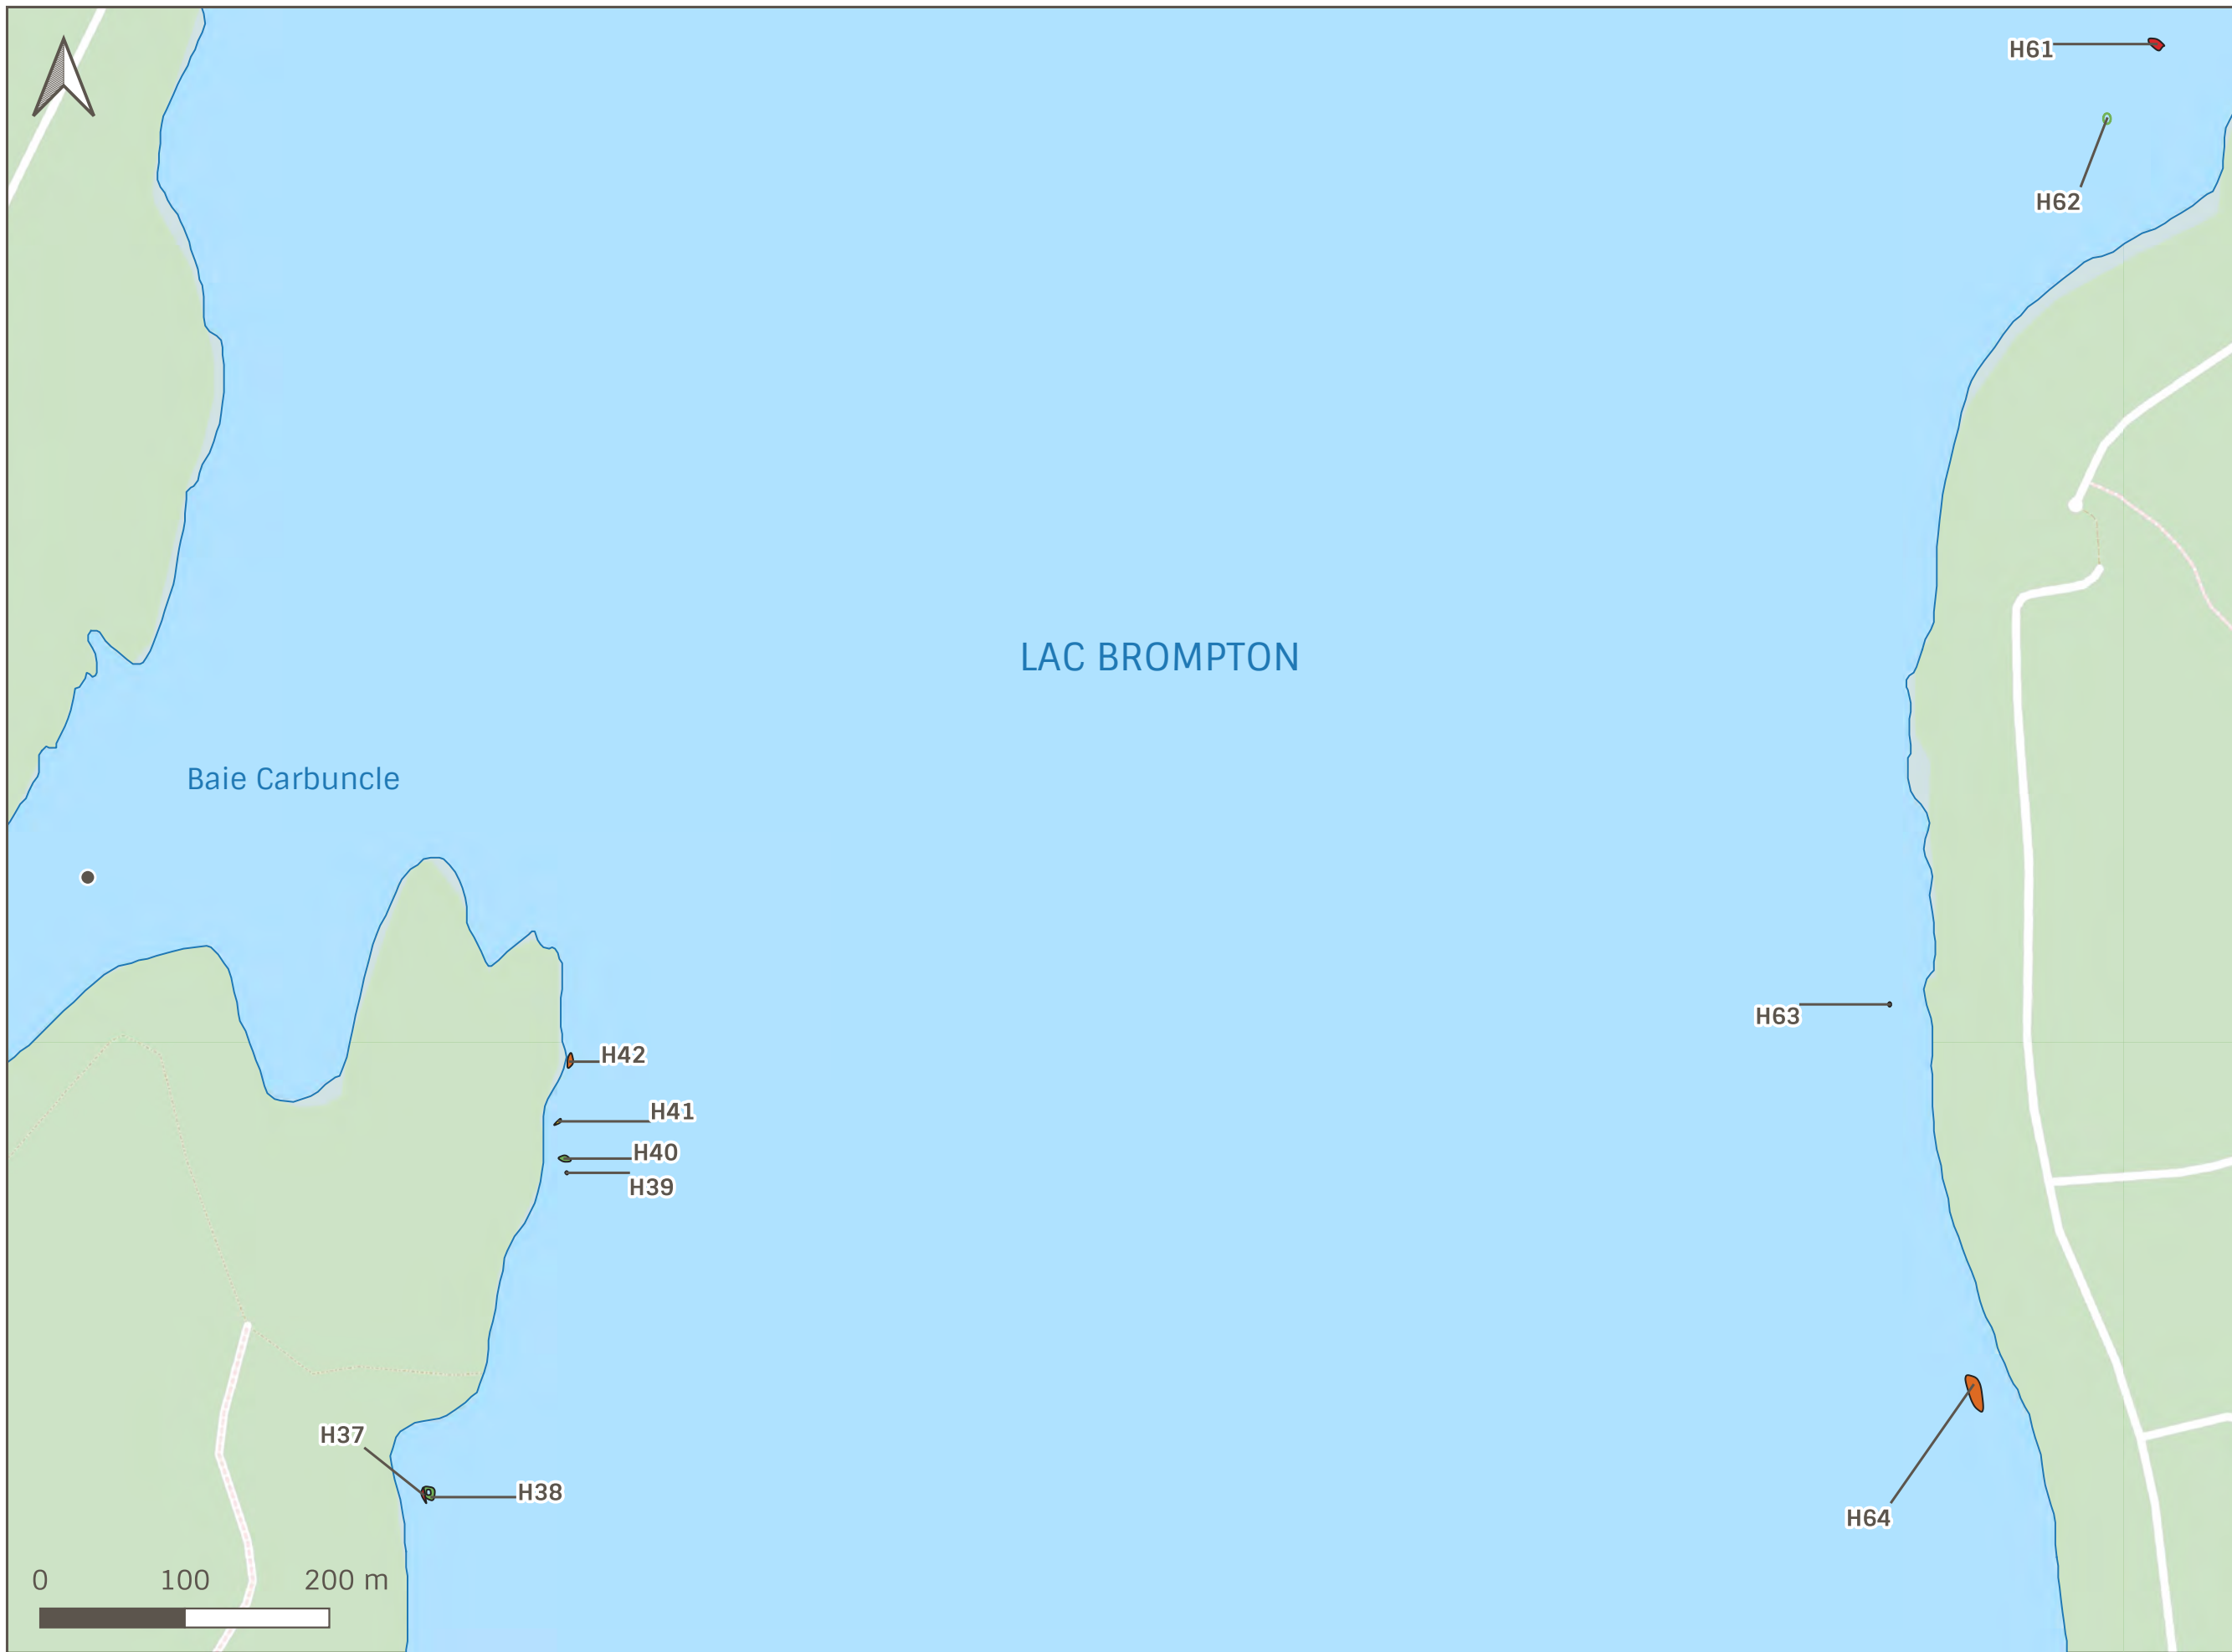 H61
H62
LAC BROMPTON
Baie Carbuncle
H63
H42
H41
H40
H39
H37
H38
H64
0 100 200 m